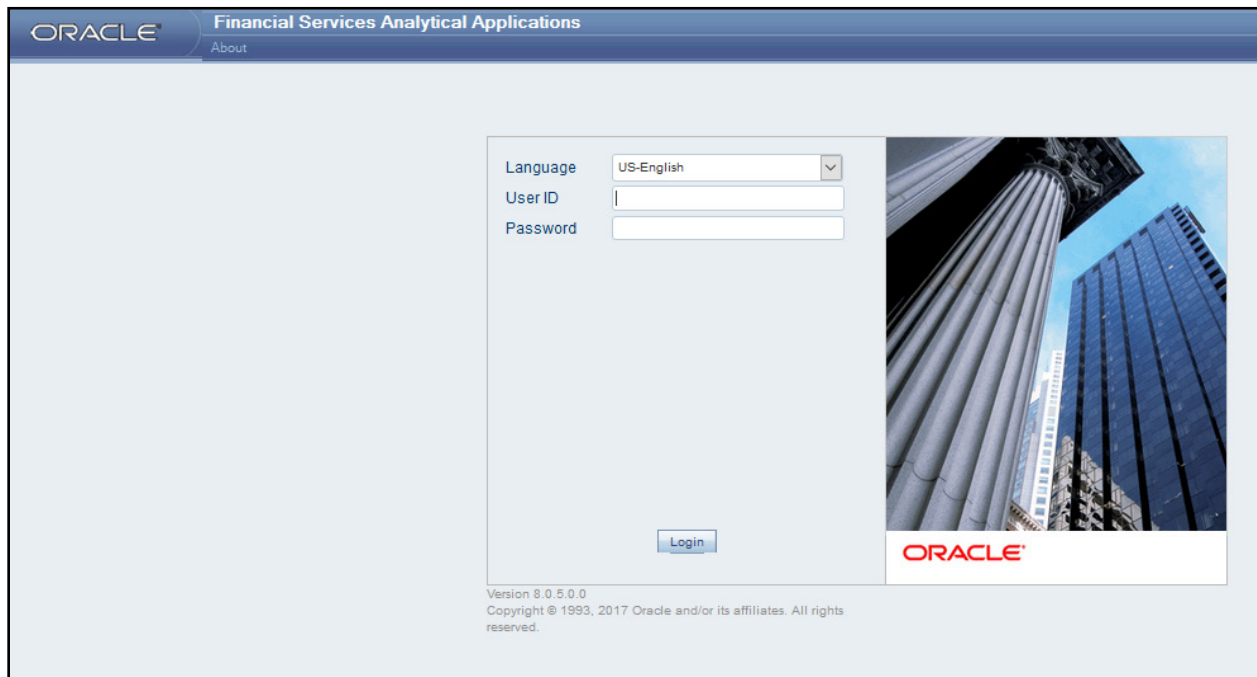 ORACLE
Financial Services Analytical Applications
About
Language
US-English
User ID
Password
Login
ORACLE
Version 8.0.5.0.0
Copyright © 1993, 2017 Oracle and/or its affiliates. All rights
reserved.